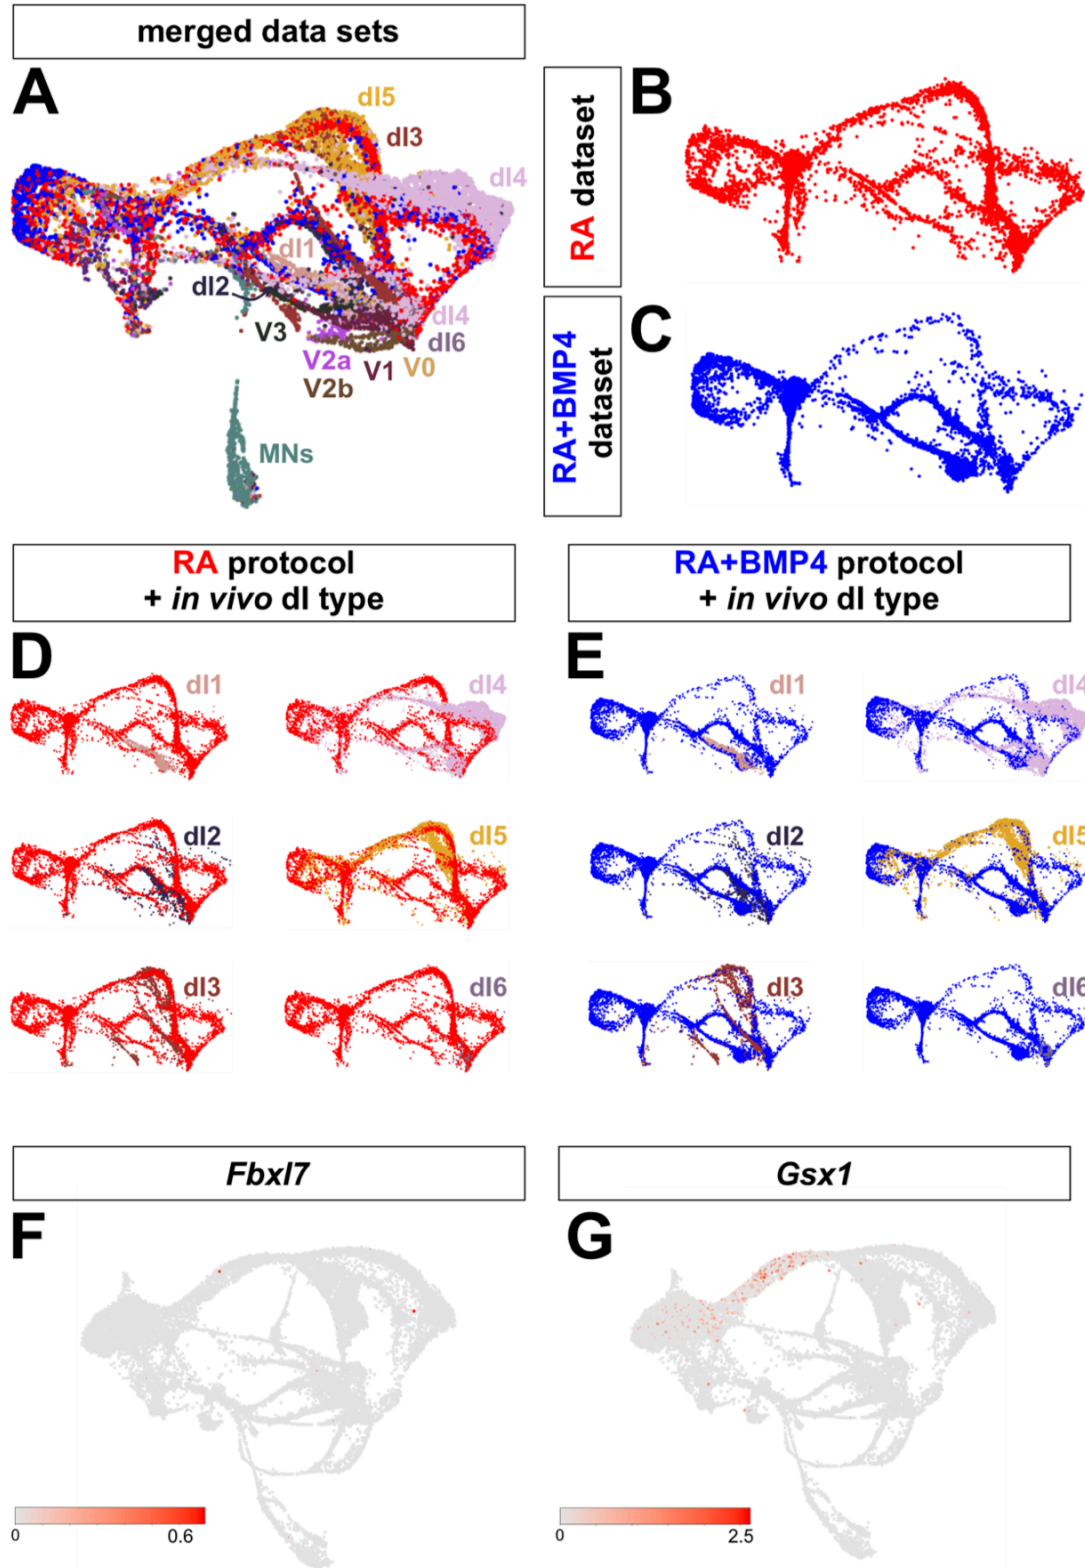 merged data sets
A
dI5
dI3
dI4
dI1
dI2
V3
dI4
dI6
V2a
V1
V0
V2b
MNs
RA dataset
B
RA+BMP4
dataset
C
RA protocol
+ in vivo dI type
RA+BMP4 protocol
+ in vivo dI type
D
dI1
dI4
dI2
dI5
dI3
dI6
E
dI1
dI4
dI2
dI5
dI3
dI6
Fbxl7
Gsx1
F
0
0.6
G
0
2.5